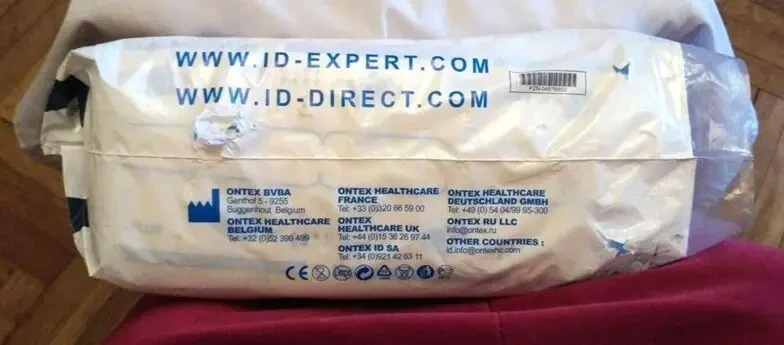 WWW.ID-EXPERT.COM
WWW.ID-DIRECT.COM
ONTEX BVBA
Genthof 5 - 9255
Buggenhout Belgium
ONTEX HEALTHCARE
BELGIUM
Tel: +32 (0)52 399 499
ONTEX HEALTHCARE
FRANCE
Tel: +33 (0)320 66 59 00
ONTEX
HEALTHCARE UK
Tel: +44 (0)15 36 26 97 44
ONTEX ID SA
Tel: +34 (0)921 42 63 11
ONTEX HEALTHCARE
DEUTSCHLAND GMBH
Tel: +49 (0) 54 04/99 95-300
ONTEX RU LLC
info@ontex.ru
OTHER COUNTRIES :
id.info@ontexhc.com
CE